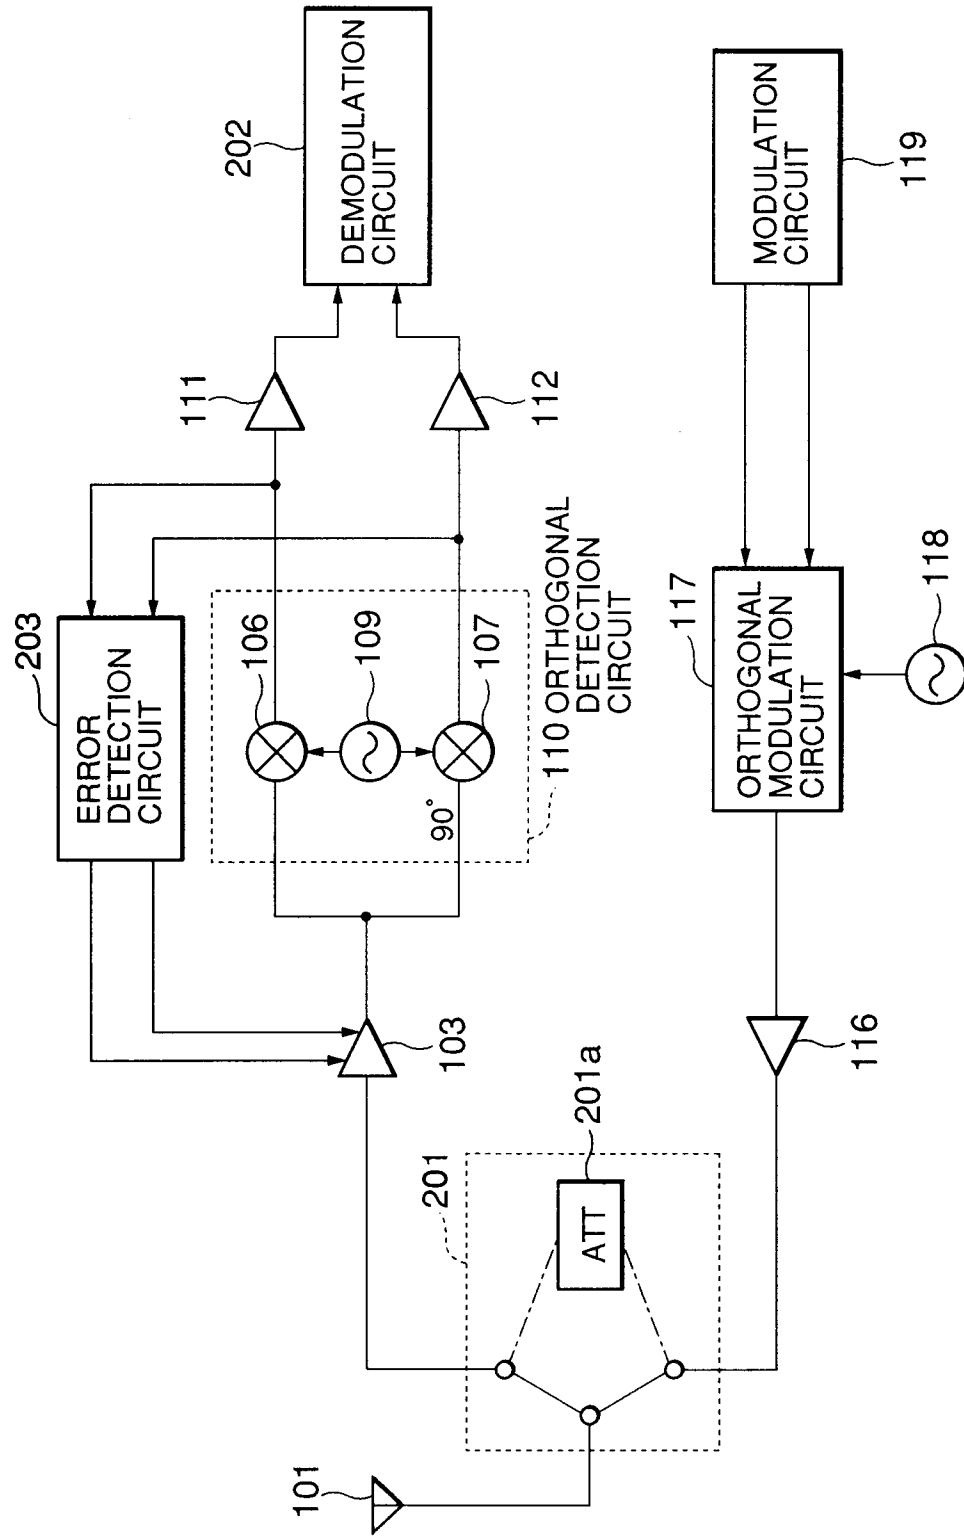 203
ERROR
DETECTION
CIRCUIT
111
202
DEMODULATION
CIRCUIT
112
106
109
107
90°
110 ORTHOGONAL
DETECTION
CIRCUIT
103
101
201
201a
ATT
116
117
ORTHOGONAL
MODULATION
CIRCUIT
118
MODULATION
CIRCUIT
119